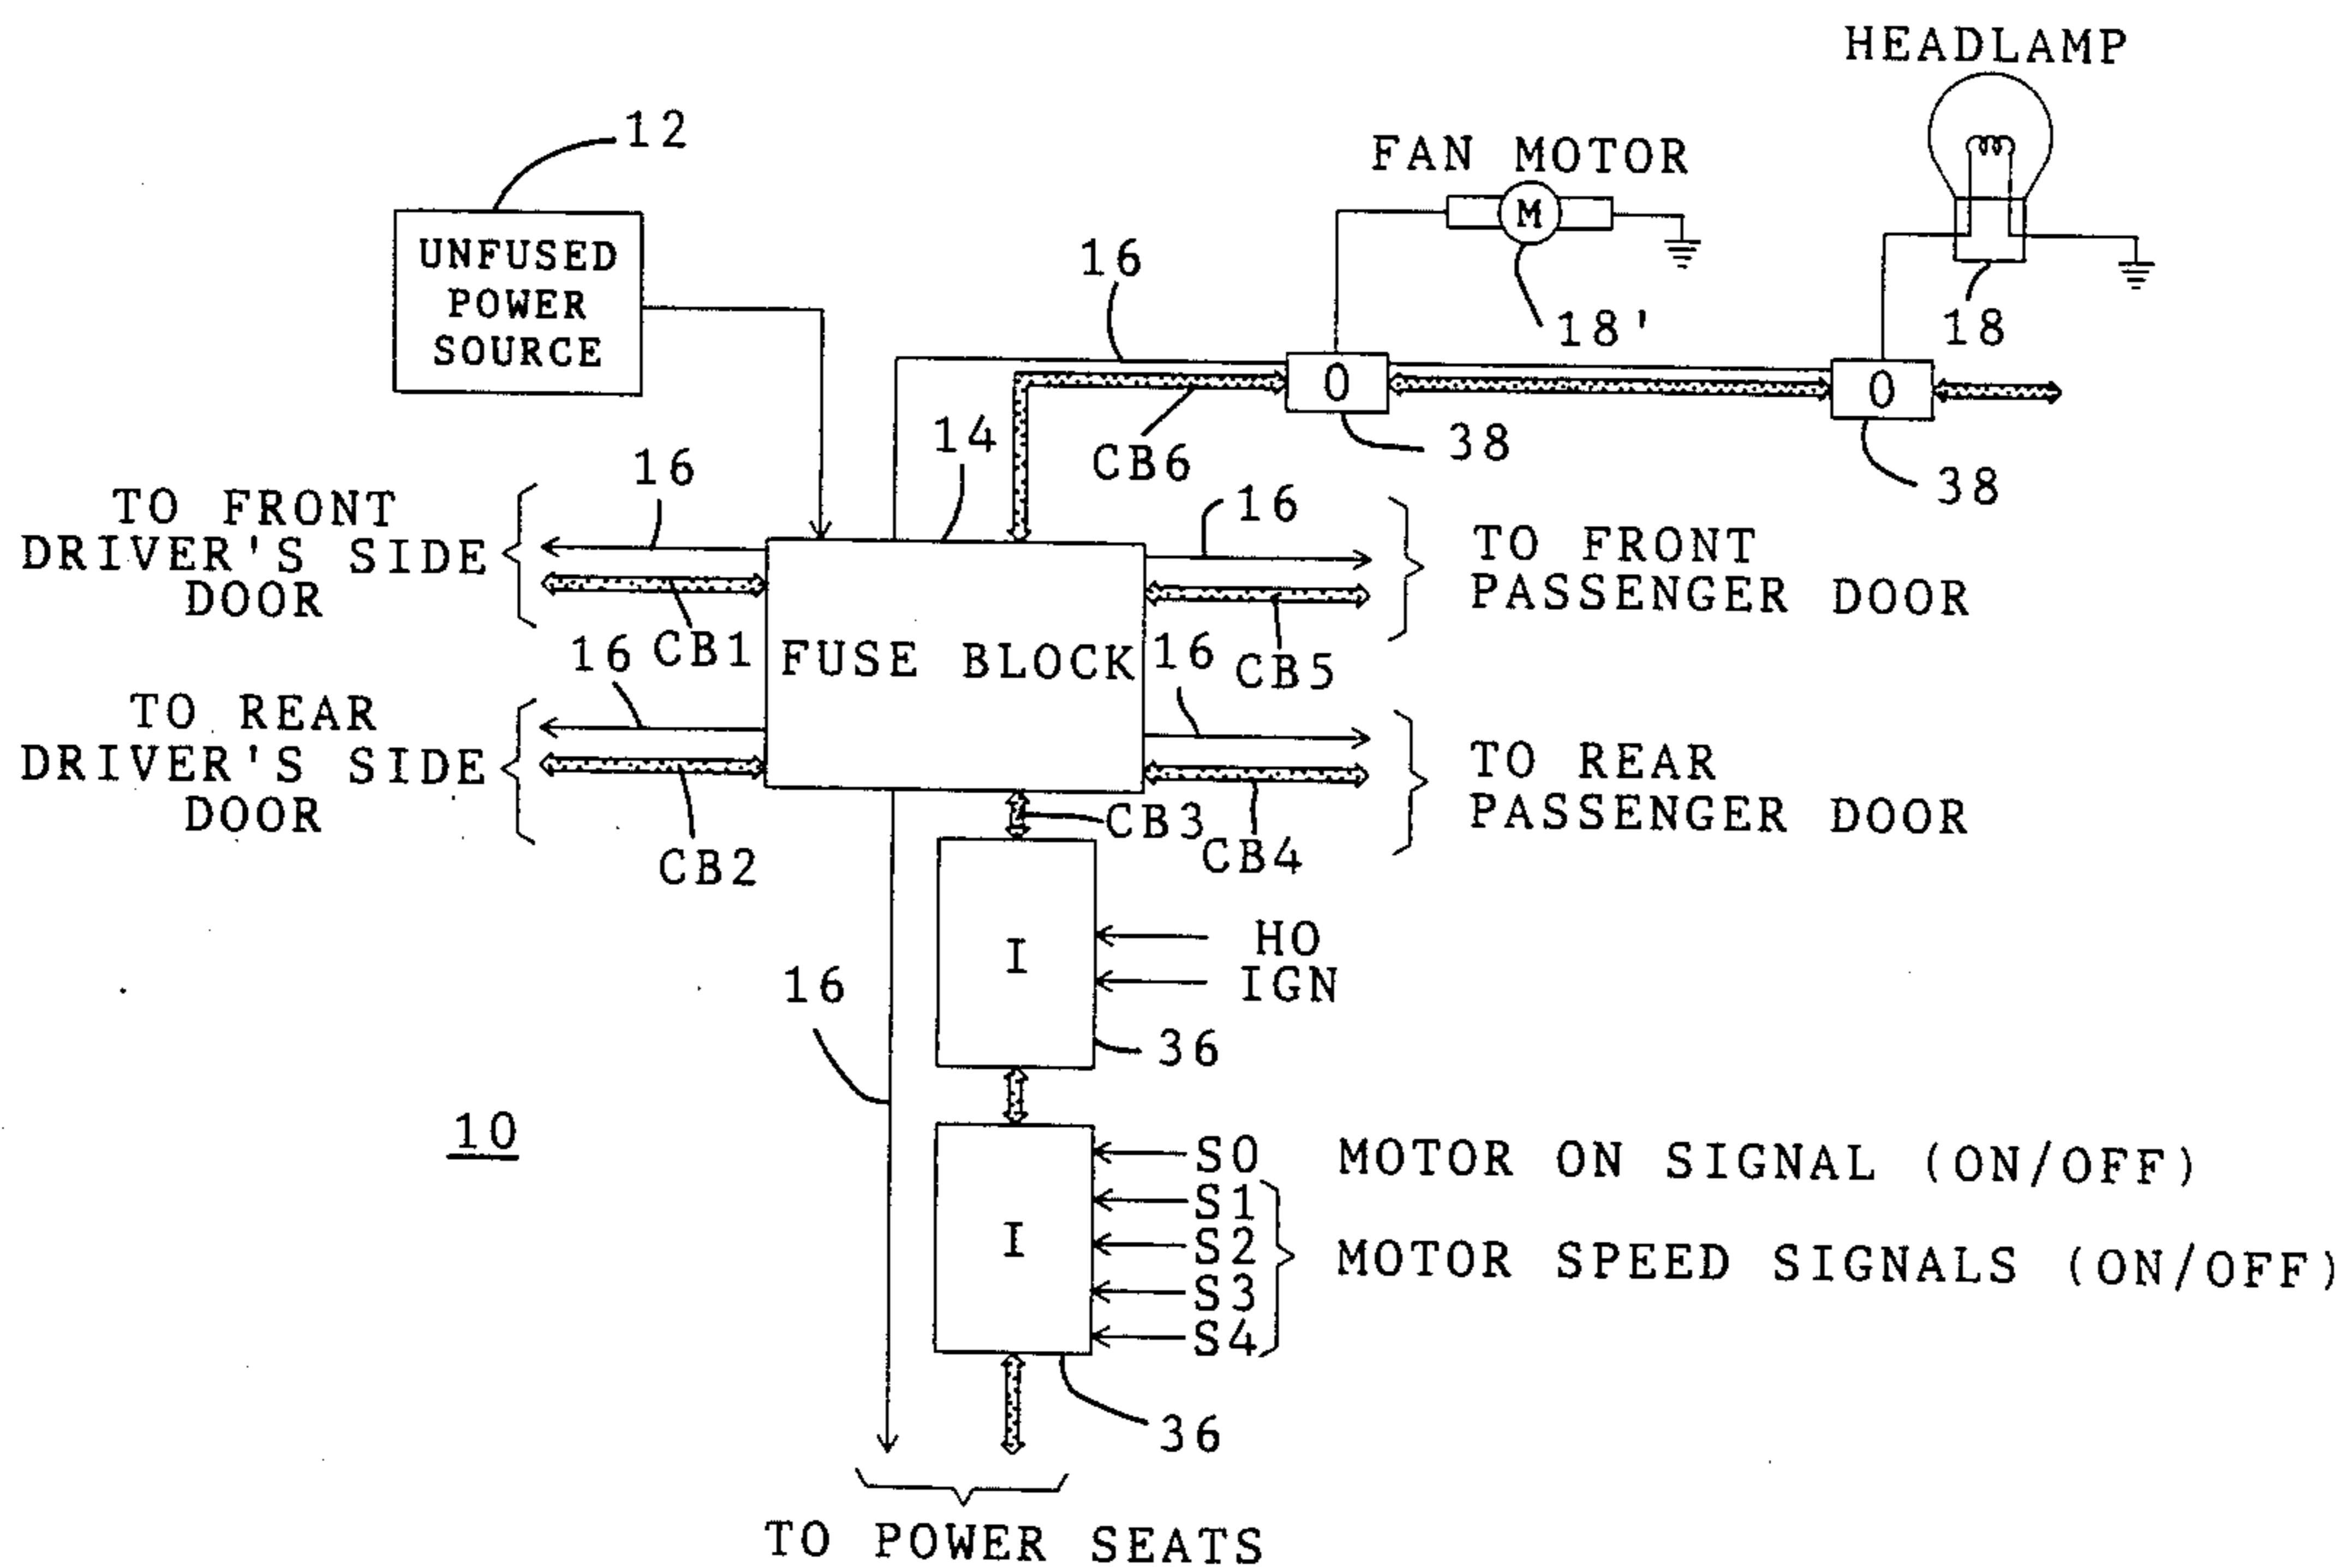 HEADLAMP
12
FAN MOTOR
M
UNFUSED
POWER
SOURCE
16
18'
18
O
O
14
CB6
38
38
16
TO FRONT
DRIVER'S SIDE
DOOR
16
TO FRONT
PASSENGER DOOR
CB1
FUSE BLOCK
16
16
CB5
TO REAR
DRIVER'S SIDE
DOOR
TO REAR
PASSENGER DOOR
CB2
CB3
CB4
I
HO
IGN
16
36
10
I
S0 MOTOR ON SIGNAL (ON/OFF)
S1
S2 MOTOR SPEED SIGNALS (ON/OFF)
S3
S4
36
TO POWER SEATS